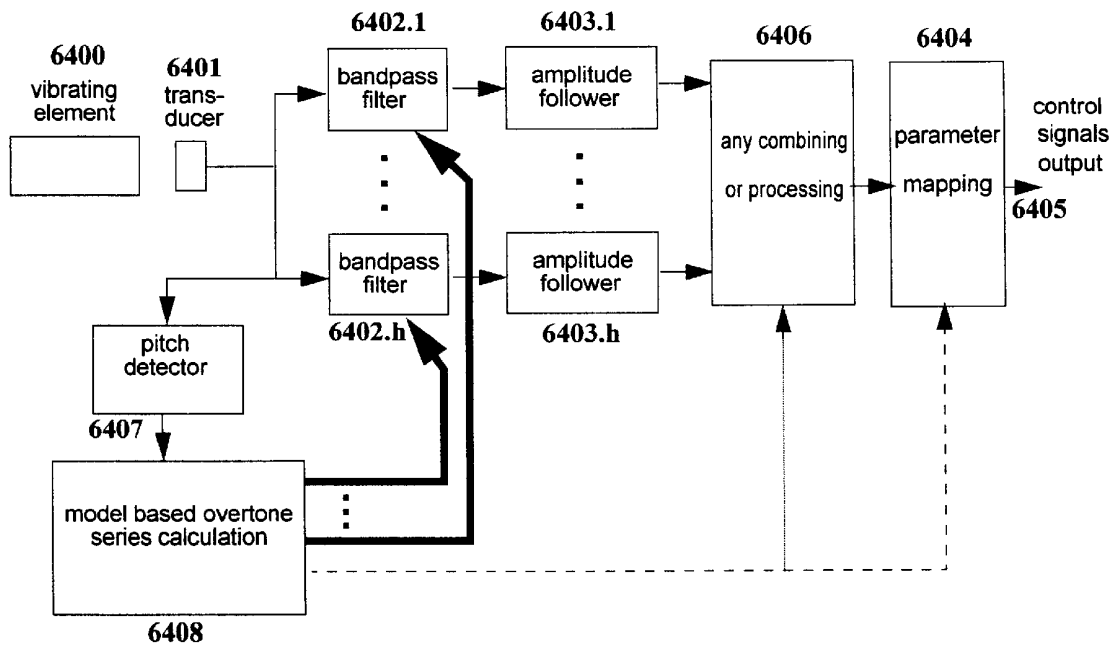 6400
vibrating
element
6401
trans-
ducer
6402.1
bandpass
filter
6403.1
amplitude
follower
6406
any combining
or processing
6404
parameter
mapping
control
signals
output
6405
bandpass
filter
6402.h
amplitude
follower
6403.h
pitch
detector
6407
model based overtone
series calculation
6408